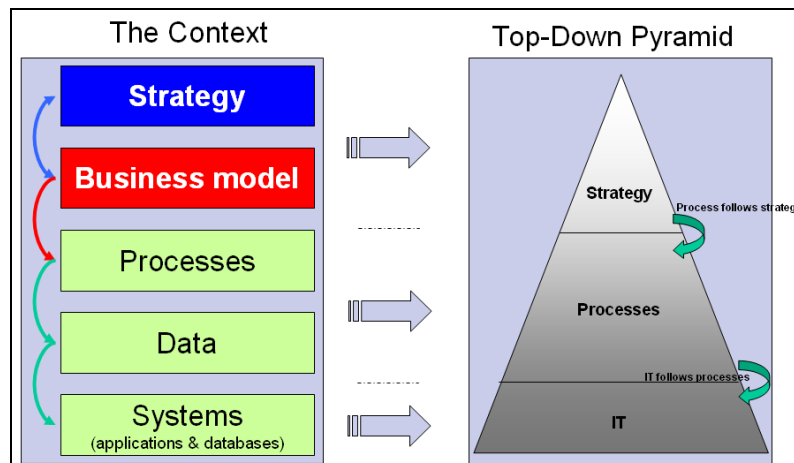 The Context
Top-Down Pyramid
Strategy
Business model
Processes
Data
Systems
(applications & databases)
Strategy
Process follows strateg
Processes
IT follows processes
IT